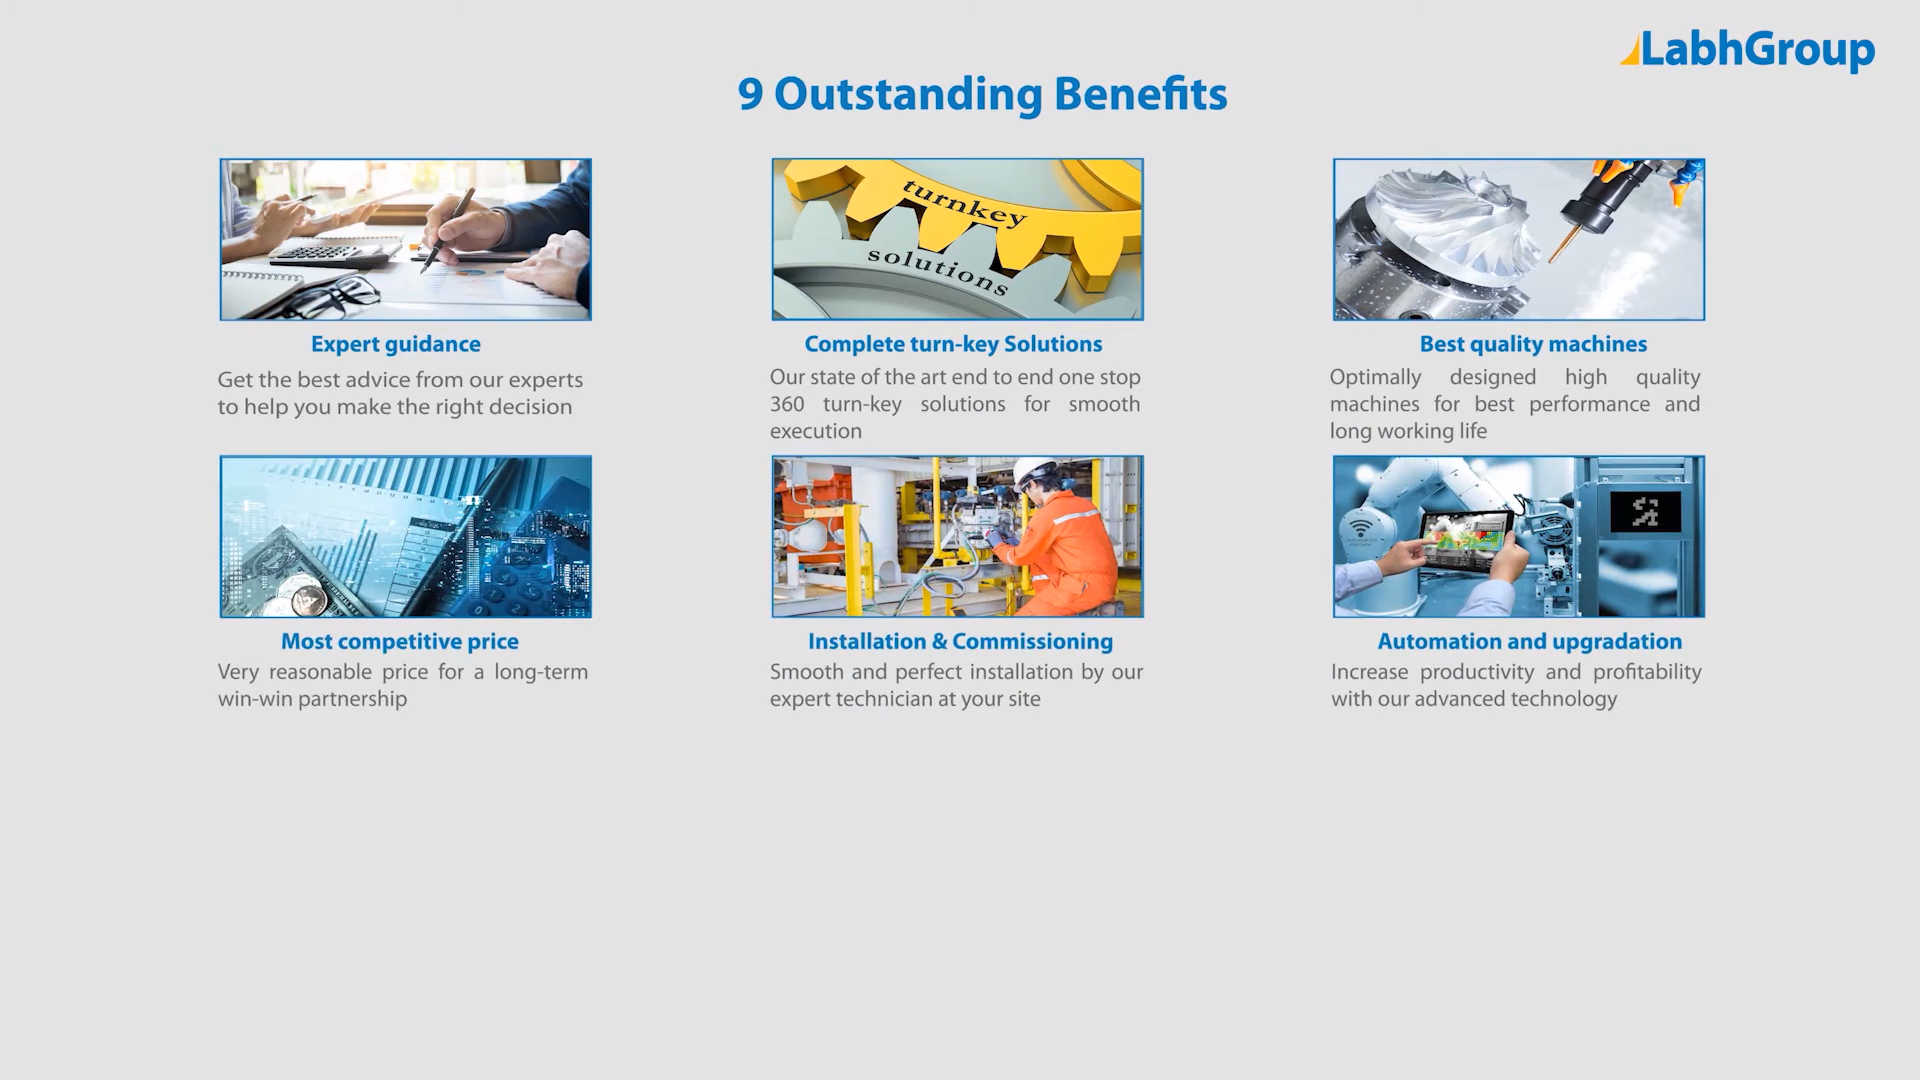 LabhGroup
9 Outstanding Benefits
turnkey
solutions
Expert guidance
Get the best advice from our experts
to help you make the right decision
Complete turn-key Solutions
Our state of the art end to end one stop
360 turn-key solutions for smooth
execution
Best quality machines
Optimally designed high quality
machines for best performance and
long working life
Most competitive price
Very reasonable price for a long-term
win-win partnership
Installation & Commissioning
Smooth and perfect installation by our
expert technician at your site
Automation and upgradation
Increase productivity and profitability
with our advanced technology